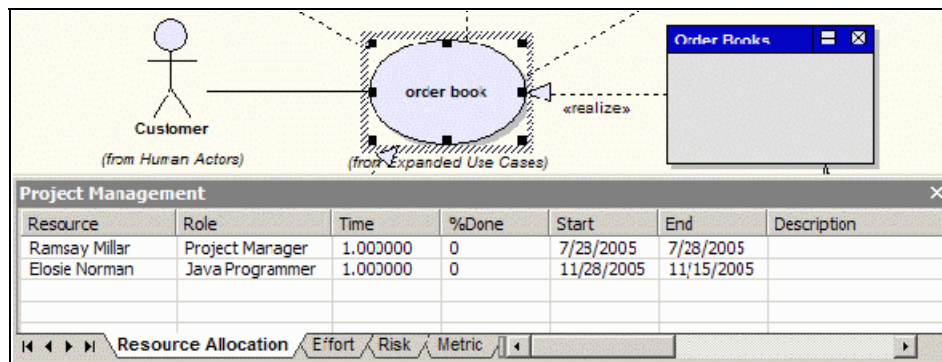 Order Books
order book
«realize»
Customer
(from Human Actors)
(from Expanded Use Cases)
Project Management
Resource Role Time %Done Start End Description
Ramsay Millar Project Manager 1.000000 0 7/28/2005 7/28/2005
Elosie Norman Java Programmer 1.000000 0 11/28/2005 11/15/2005
Resource Allocation Effort Risk Metric